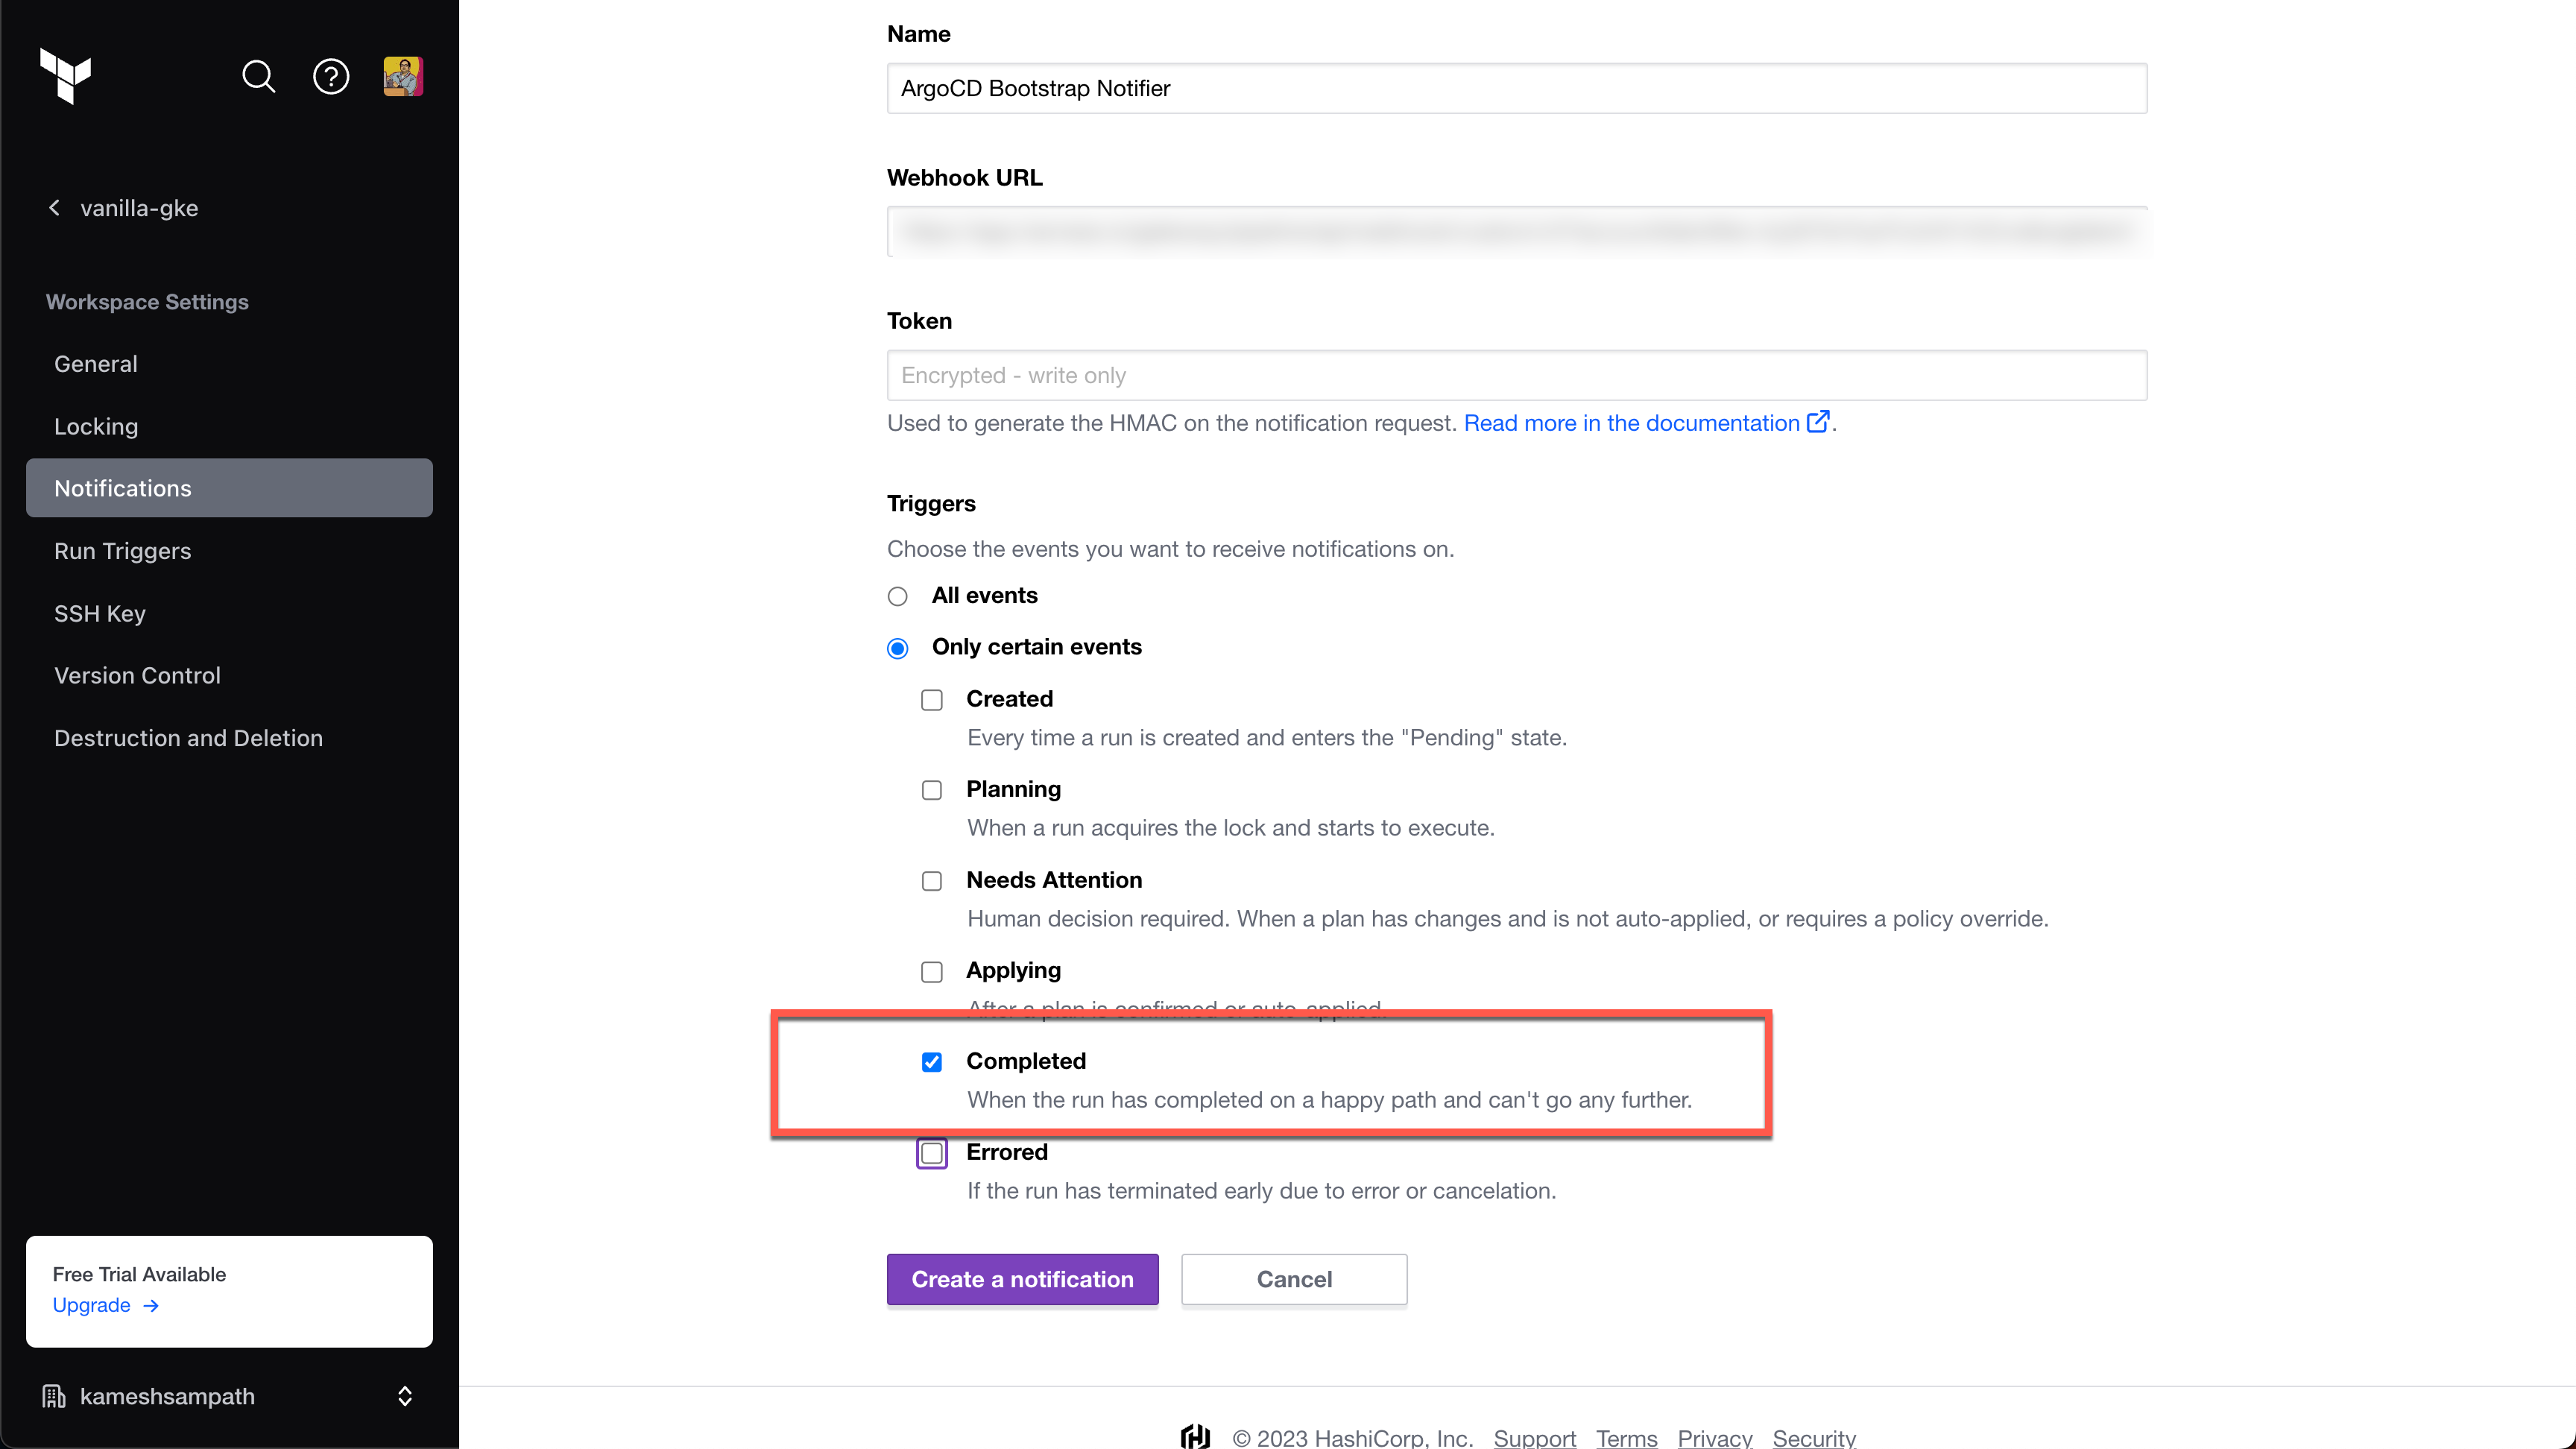 vanilla-gke
Workspace Settings
General
Locking
Notifications
Run Triggers
SSH Key
Version Control
Destruction and Deletion
Free Trial Available
Upgrade →
kameshsampath
Name
ArgoCD Bootstrap Notifier
Webhook URL
Token
Encrypted - write only
Used to generate the HMAC on the notification request. Read more in the documentation.
Triggers
Choose the events you want to receive notifications on.
All events
Only certain events
Created
Every time a run is created and enters the "Pending" state.
Planning
When a run acquires the lock and starts to execute.
Needs Attention
Human decision required. When a plan has changes and is not auto-applied, or requires a policy override.
Applying
After a plan is confirmed or auto-applied.
Completed
When the run has completed on a happy path and can't go any further.
Errored
If the run has terminated early due to error or cancelation.
Create a notification
Cancel
© 2023 HashiCorp, Inc. Support Terms Privacy Security